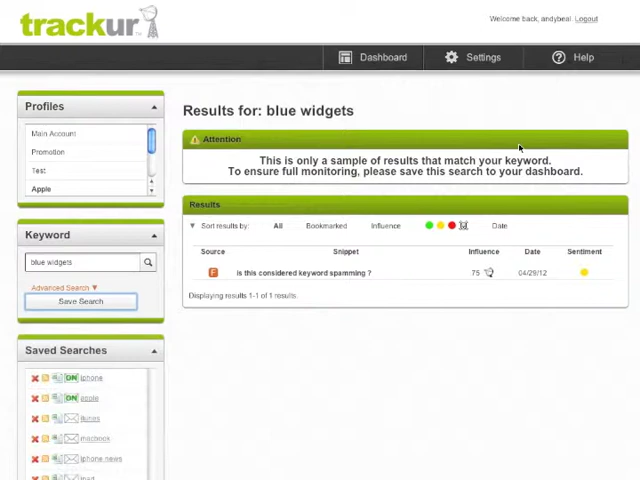 trackur
Welcome back, andybeal. Logout
Dashboard
Settings
Help
Profiles
Main Account
Promotion
Test
Apple
Keyword
blue widgets
Advanced Search
Save Search
Saved Searches
ON iphone
ON apple
itunes
macbook
iphone news
ipad
Results for: blue widgets
Attention
This is only a sample of results that match your keyword.
To ensure full monitoring, please save this search to your dashboard.
Results
Sort results by: All Bookmarked Influence Date
Source Snippet Influence Date Sentiment
F is this considered keyword spamming ? 75 04/29/12
Displaying results 1-1 of 1 results.